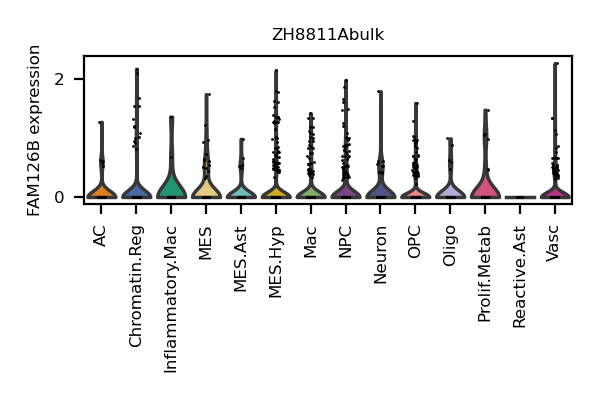 ZH8811Abulk
FAM126B expression
2
0
AC
Chromatin.Reg
Inflammatory.Mac
MES
MES.Ast
MES.Hyp
Mac
NPC
Neuron
OPC
Oligo
Prolif.Metab
Reactive.Ast
Vasc